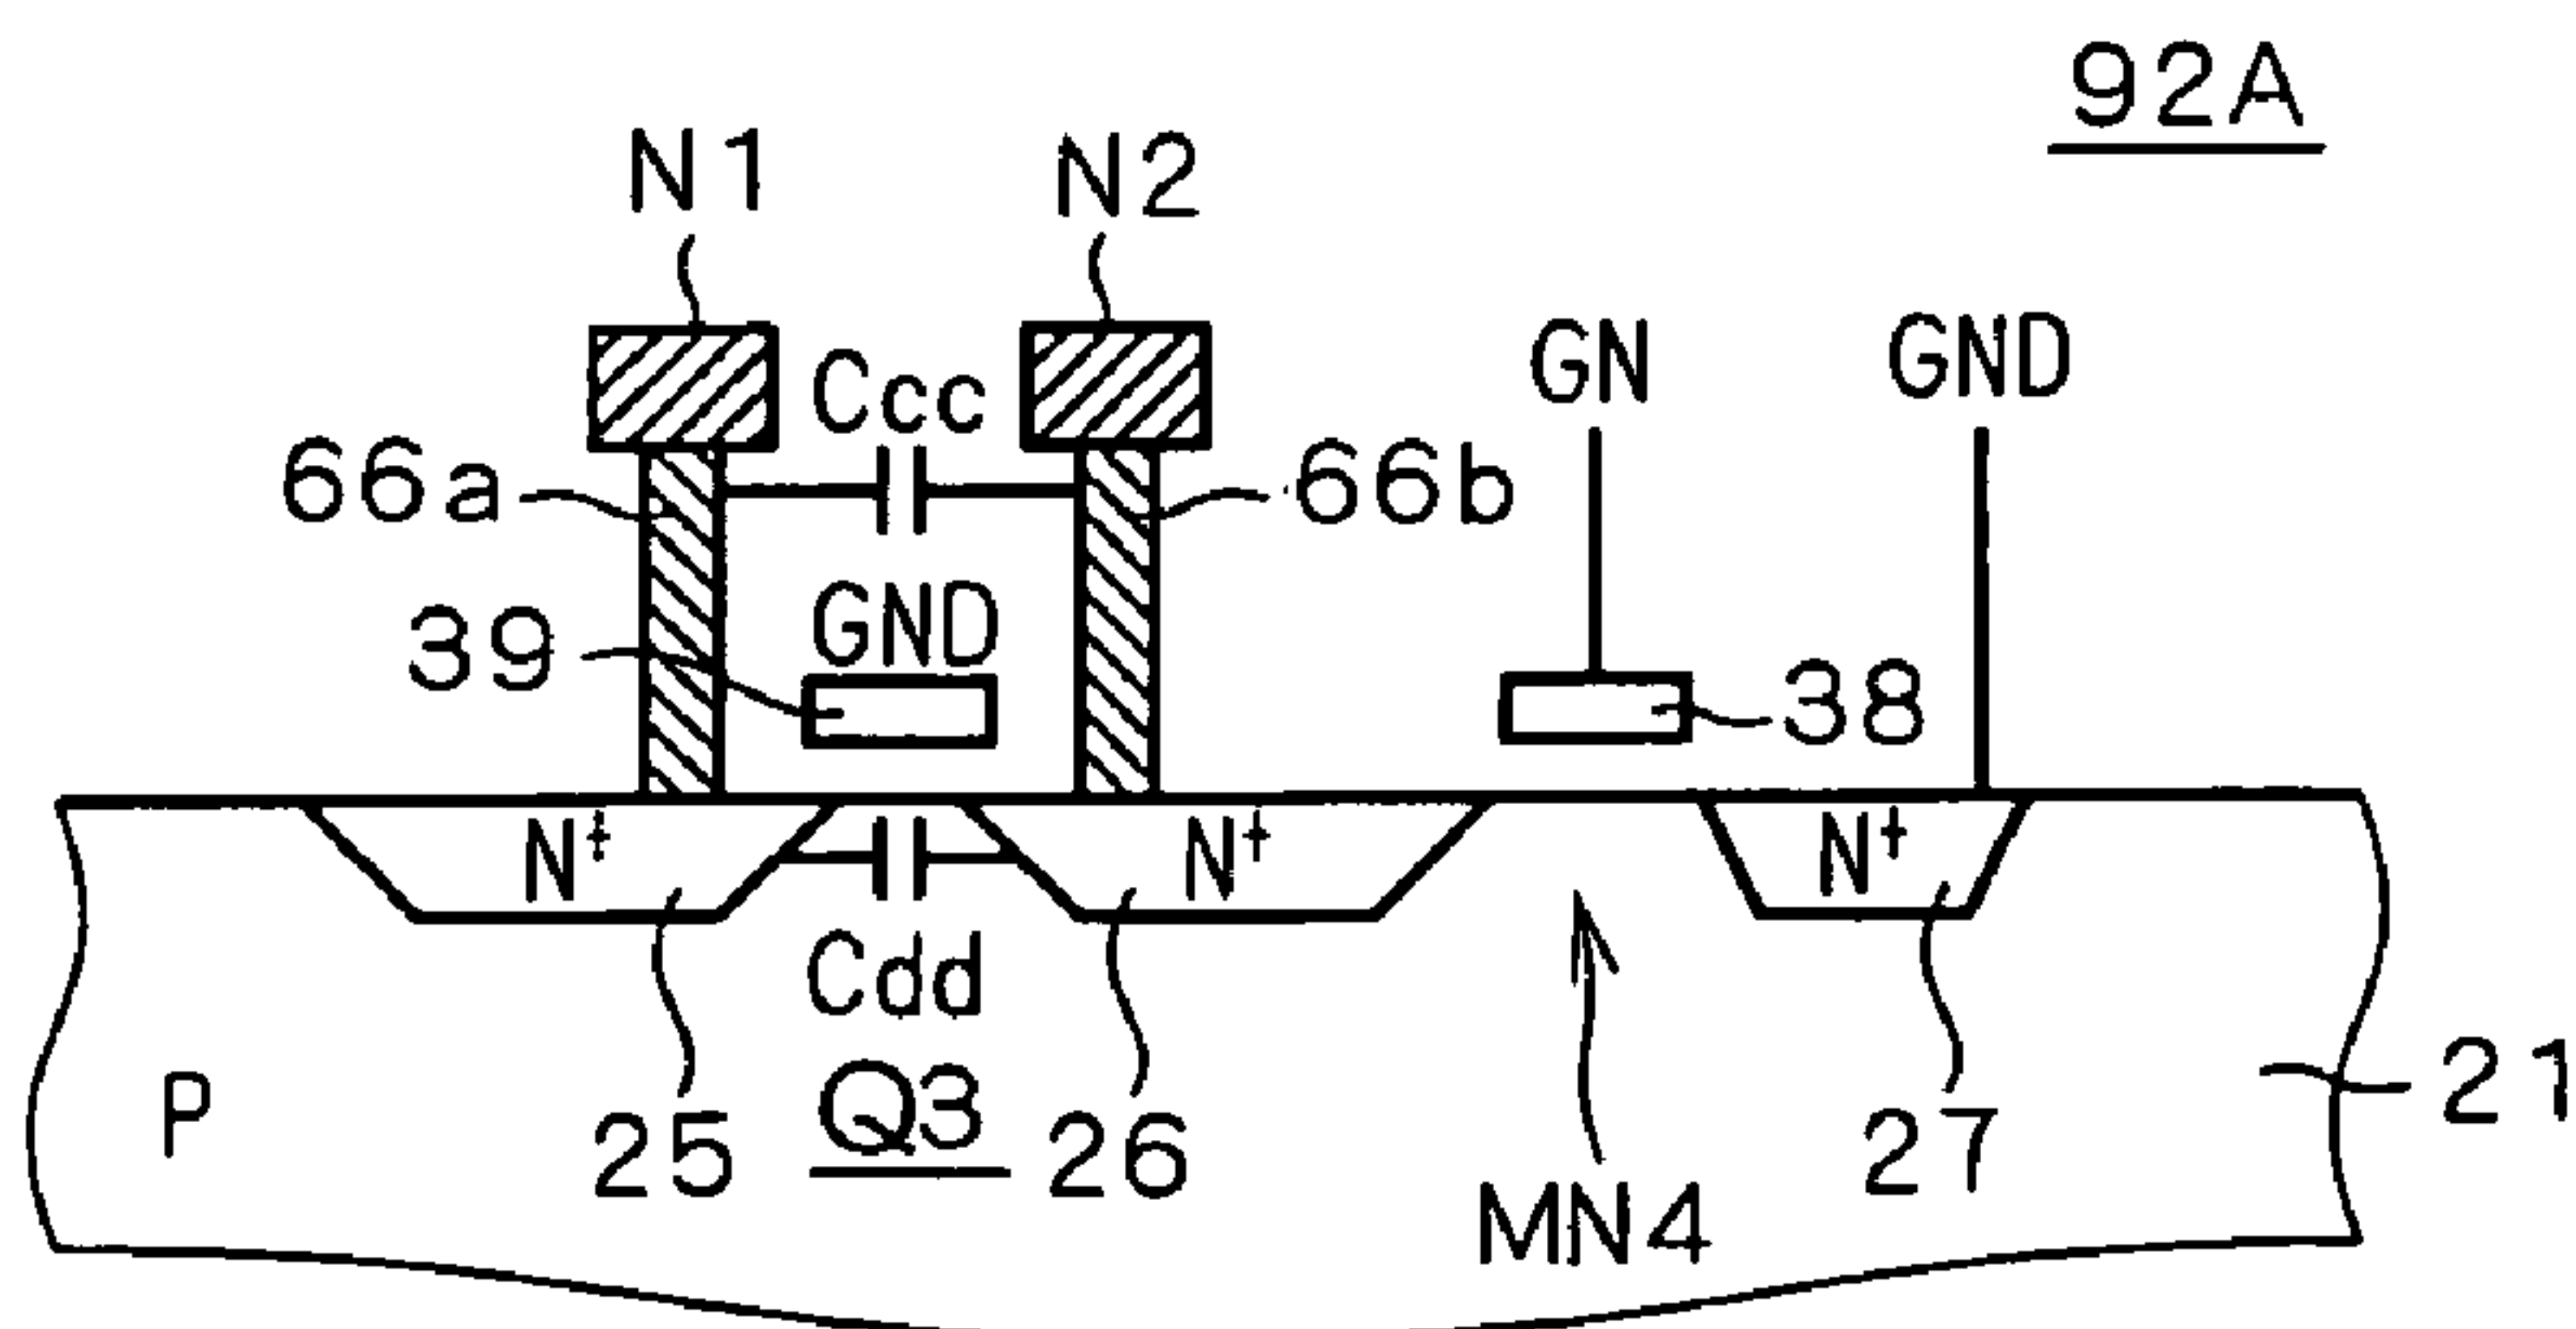 92A
N1 N2
Ccc GN GND
66a 66b
39 GND 38
N+ N+ N+
Cdd
P 25 Q3 26 27 21
MN4